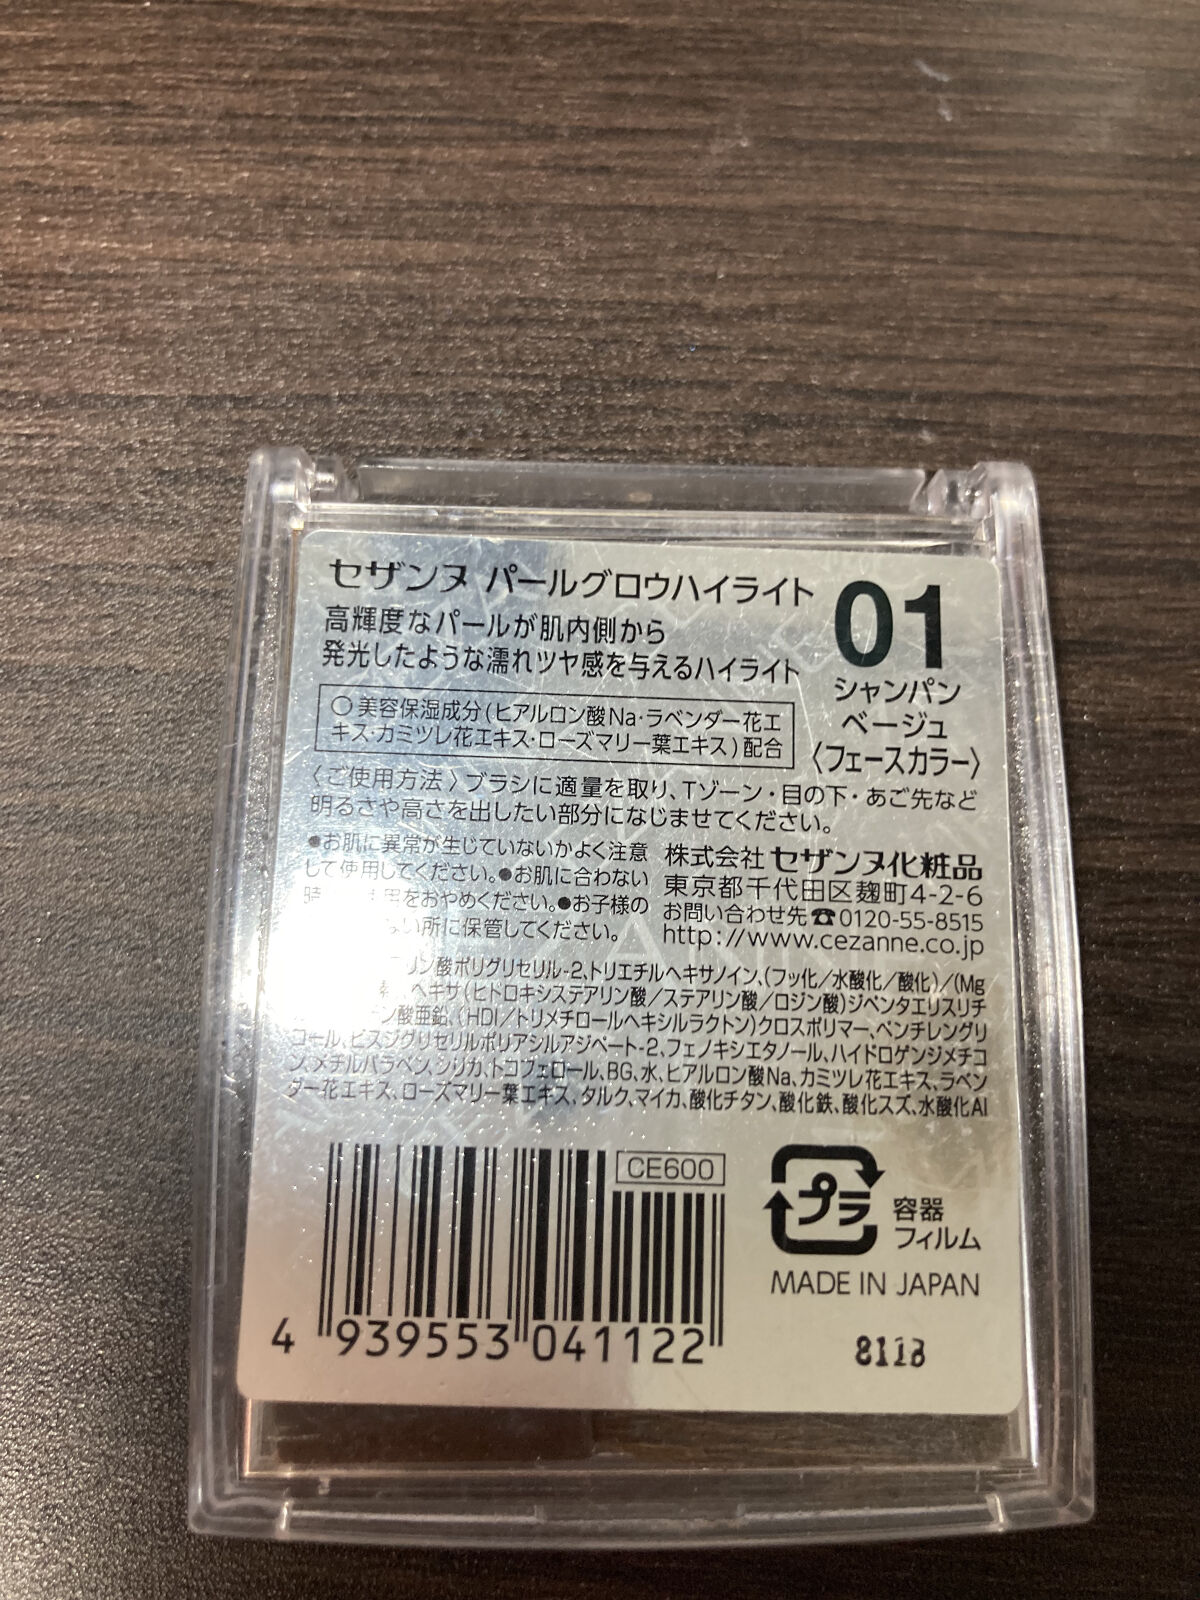 セザンヌ パールグロウハイライト
高輝度なパールが肌内側から
発光したような濡れツヤ感を与えるハイライト
01
シャンパン
ベージュ
〈フェースカラー〉
○美容保湿成分(ヒアルロン酸Na・ラベンダー花エ
キス・カミツレ花エキス・ローズマリー葉エキス)配合
〈ご使用方法〉ブラシに適量を取り、Tゾーン・目の下・あご先など
明るさや高さを出したい部分になじませてください。
●お肌に異常が生じていないかよく注意
して使用してください。●お肌に合わない
時 をおやめください。●お子様の
ない所に保管してください。
株式会社 セザンヌ化粧品
東京都千代田区麹町4-2-6
お問い合わせ先☎0120-55-8515
http://www.cezanne.co.jp
リン酸ポリグリセリル-2、トリエチルヘキサノイン、(フッ化/水酸化/酸化)/(Mg
ヘキサ(ヒドロキシステアリン酸/ステアリン酸/ロジン酸)ジペンタエリスリチ
ン酸亜鉛、(HDI/トリメチロールヘキシルラクトン)クロスポリマー、ペンチレングリ
コール、ビスジグリセリルポリアシルアジペート-2、フェノキシエタノール、ハイドロゲンジメチコ
ン、メチルパラベン、シリカ、トコフェロール、BG、水、ヒアルロン酸Na、カミツレ花エキス、ラベン
ダー花エキス、ローズマリー葉エキス、タルク、マイカ、酸化チタン、酸化鉄、酸化スズ、水酸化Al
CE600
4 939553 041122
プラ
容器
フィルム
MADE IN JAPAN
8113